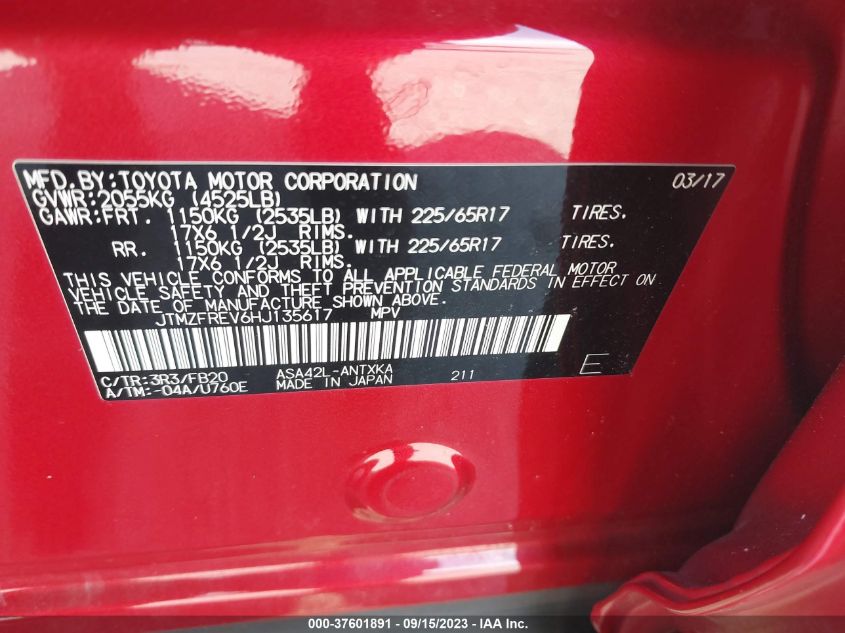 MFD.BY:TOYOTA MOTOR CORPORATION 03/17
GVWR:2055KG (4525LB)
GAWR:FRT. 1150KG (2535LB) WITH 225/65R17 TIRES.
17X6 1/2J RIMS.
RR. 1150KG (2535LB) WITH 225/65R17 TIRES.
17X6 1/2J RIMS.
THIS VEHICLE CONFORMS TO ALL APPLICABLE FEDERAL MOTOR
VEHICLE SAFETY AND THEFT PREVENTION STANDARDS IN EFFECT ON
THE DATE OF MANUFACTURE SHOWN ABOVE.
JTMZFREV6HJ135617 MPV
C/TR:3R3/FB20 ASA42L-ANTXKA 211 E
A/TM:-04A/U760E MADE IN JAPAN
000-37601891 - 09/15/2023 - © IAA Inc.